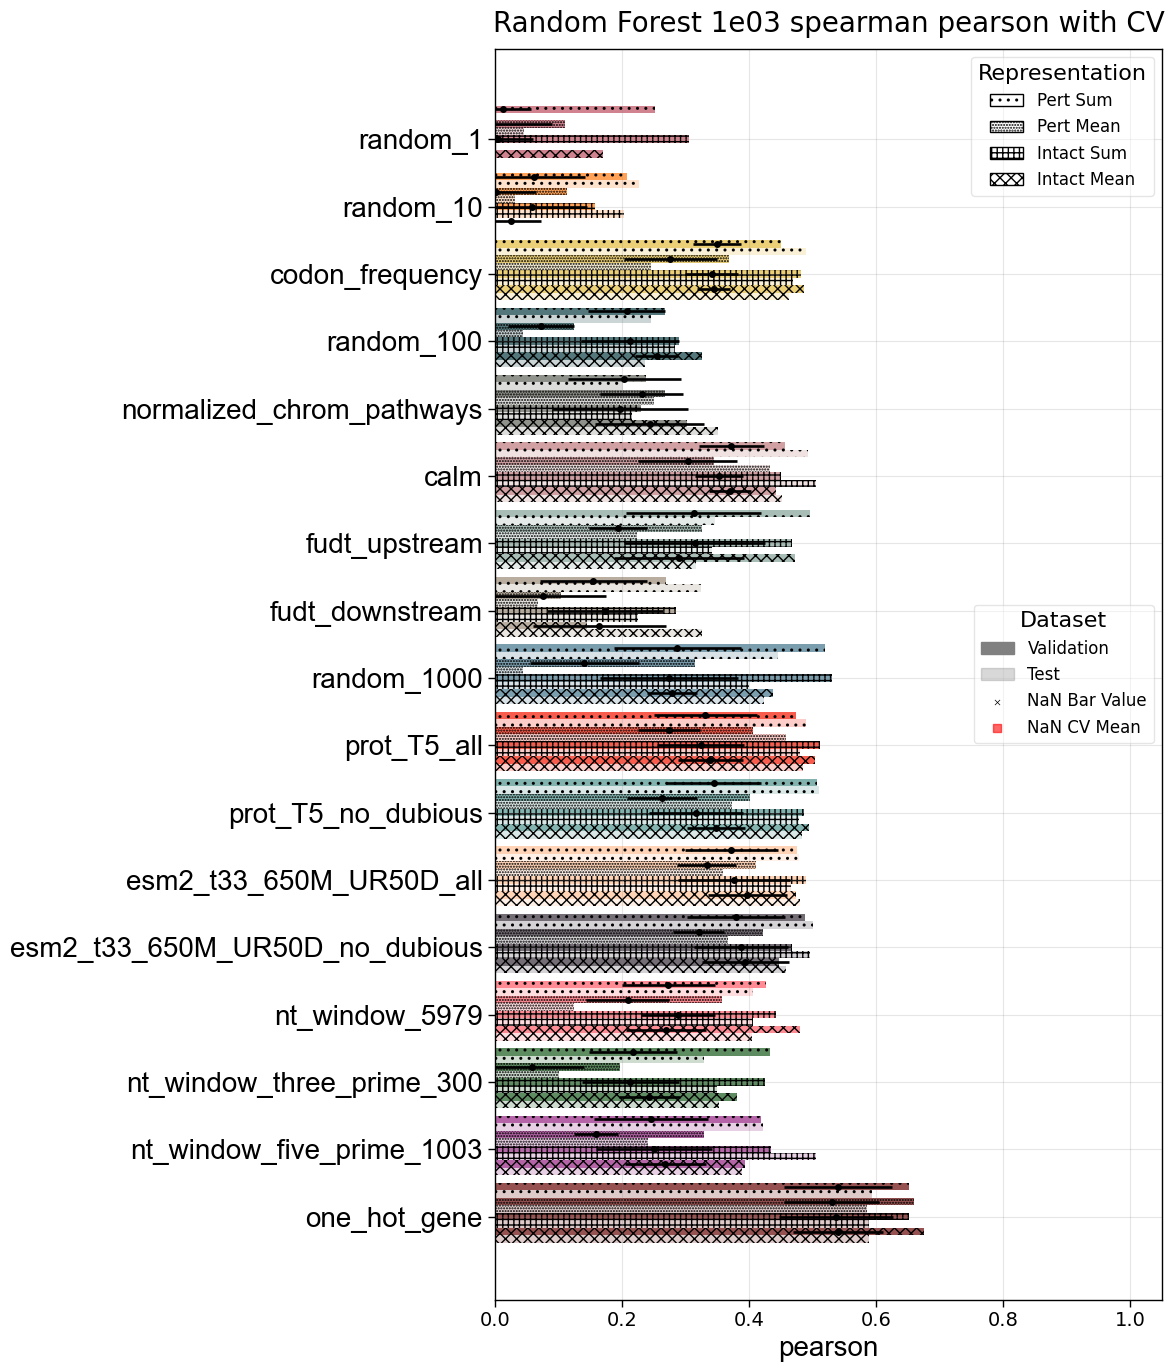 Random Forest 1e03 spearman pearson with CV
Representation
Pert Sum
Pert Mean
Intact Sum
Intact Mean
random_1
random_10
codon_frequency
random_100
normalized_chrom_pathways
calm
fudt_upstream
fudt_downstream
random_1000
prot_T5_all
prot_T5_no_dubious
esm2_t33_650M_UR50D_all
esm2_t33_650M_UR50D_no_dubious
nt_window_5979
nt_window_three_prime_300
nt_window_five_prime_1003
one_hot_gene
Dataset
Validation
Test
NaN Bar Value
NaN CV Mean
0.0 0.2 0.4 0.6 0.8 1.0
pearson